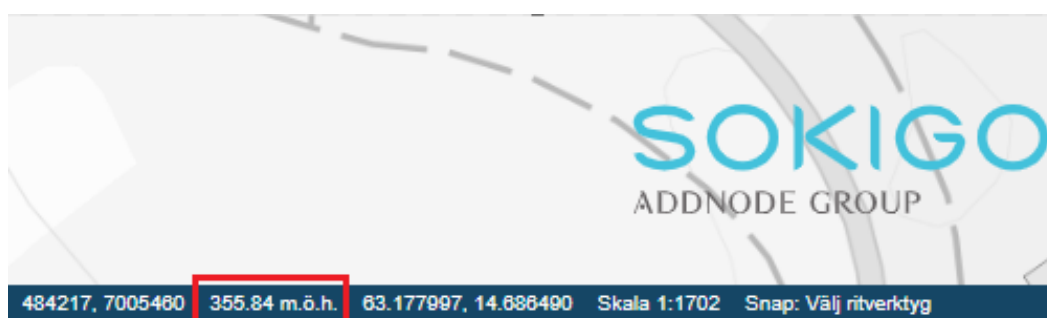 SOKIGO
ADDNODE GROUP
484217, 7005460 355.84 m.ö.h. 63.177997, 14.686490 Skala 1:1702 Snap: Välj ritverktyg